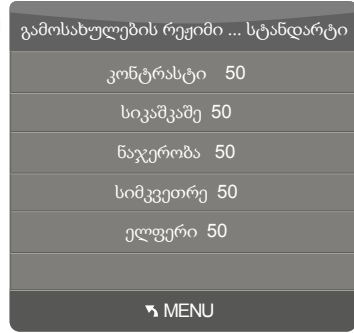 გამოსახულების რეჟიმი ... სტანდარტი
კონტრასტი 50
სიკაშკაშე 50
ნაჯერობა 50
სიმკვეთრე 50
ელფერი 50
MENU